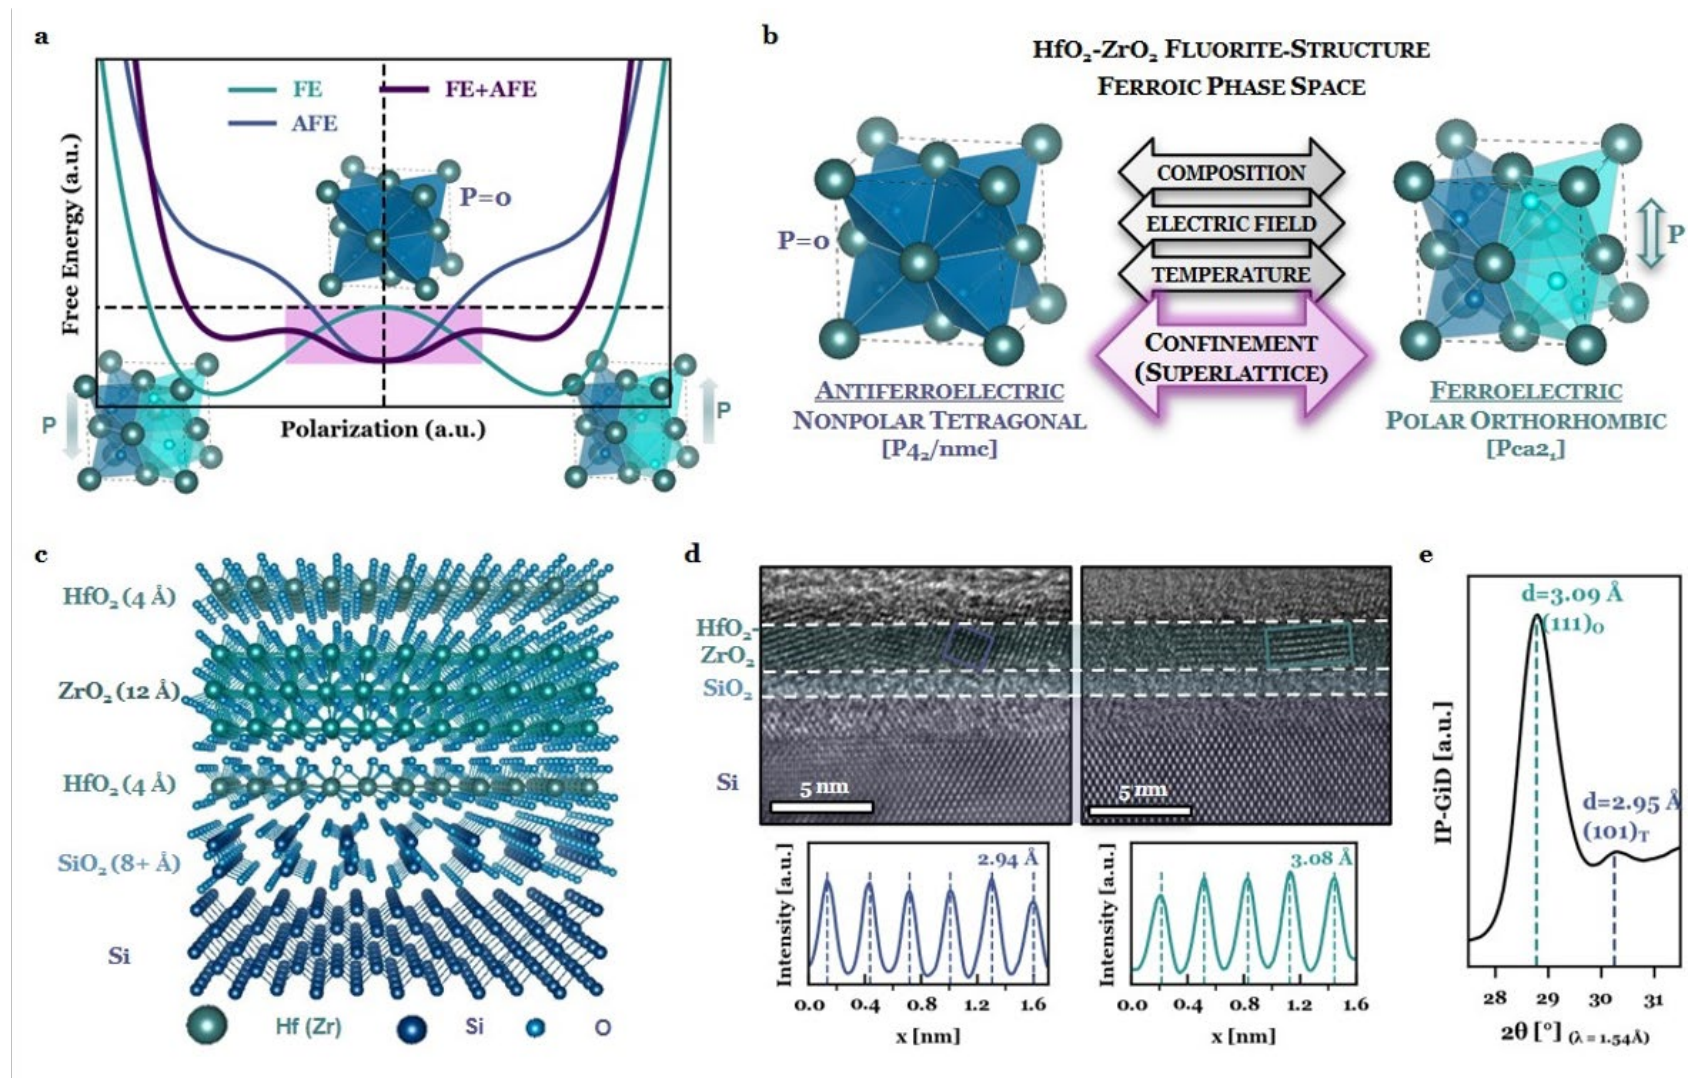 a
FE
FE+AFE
AFE
P=0
Free Energy (a.u.)
P
P
Polarization (a.u.)
b
HfO₂-ZrO₂ FLUORITE-STRUCTURE
FERROIC PHASE SPACE
COMPOSITION
ELECTRIC FIELD
TEMPERATURE
CONFINEMENT
(SUPERLATTICE)
P=0
P
ANTIFERROELECTRIC
NONPOLAR TETRAGONAL
[P4₂/nmc]
FERROELECTRIC
POLAR ORTHORHOMBIC
[Pca2₁]
c
HfO₂ (4 Å)
ZrO₂ (12 Å)
HfO₂ (4 Å)
SiO₂ (8+ Å)
Si
Hf (Zr)
Si
O
d
HfO₂-
ZrO₂
SiO₂
Si
5 nm
5 nm
Intensity [a.u.]
2.94 Å
0.0 0.4 0.8 1.2 1.6
x [nm]
Intensity [a.u.]
3.08 Å
0.0 0.4 0.8 1.2 1.6
x [nm]
e
d=3.09 Å
(111)O
d=2.95 Å
(101)T
IP-GiD [a.u.]
28 29 30 31
2θ [°] (λ = 1.54Å)